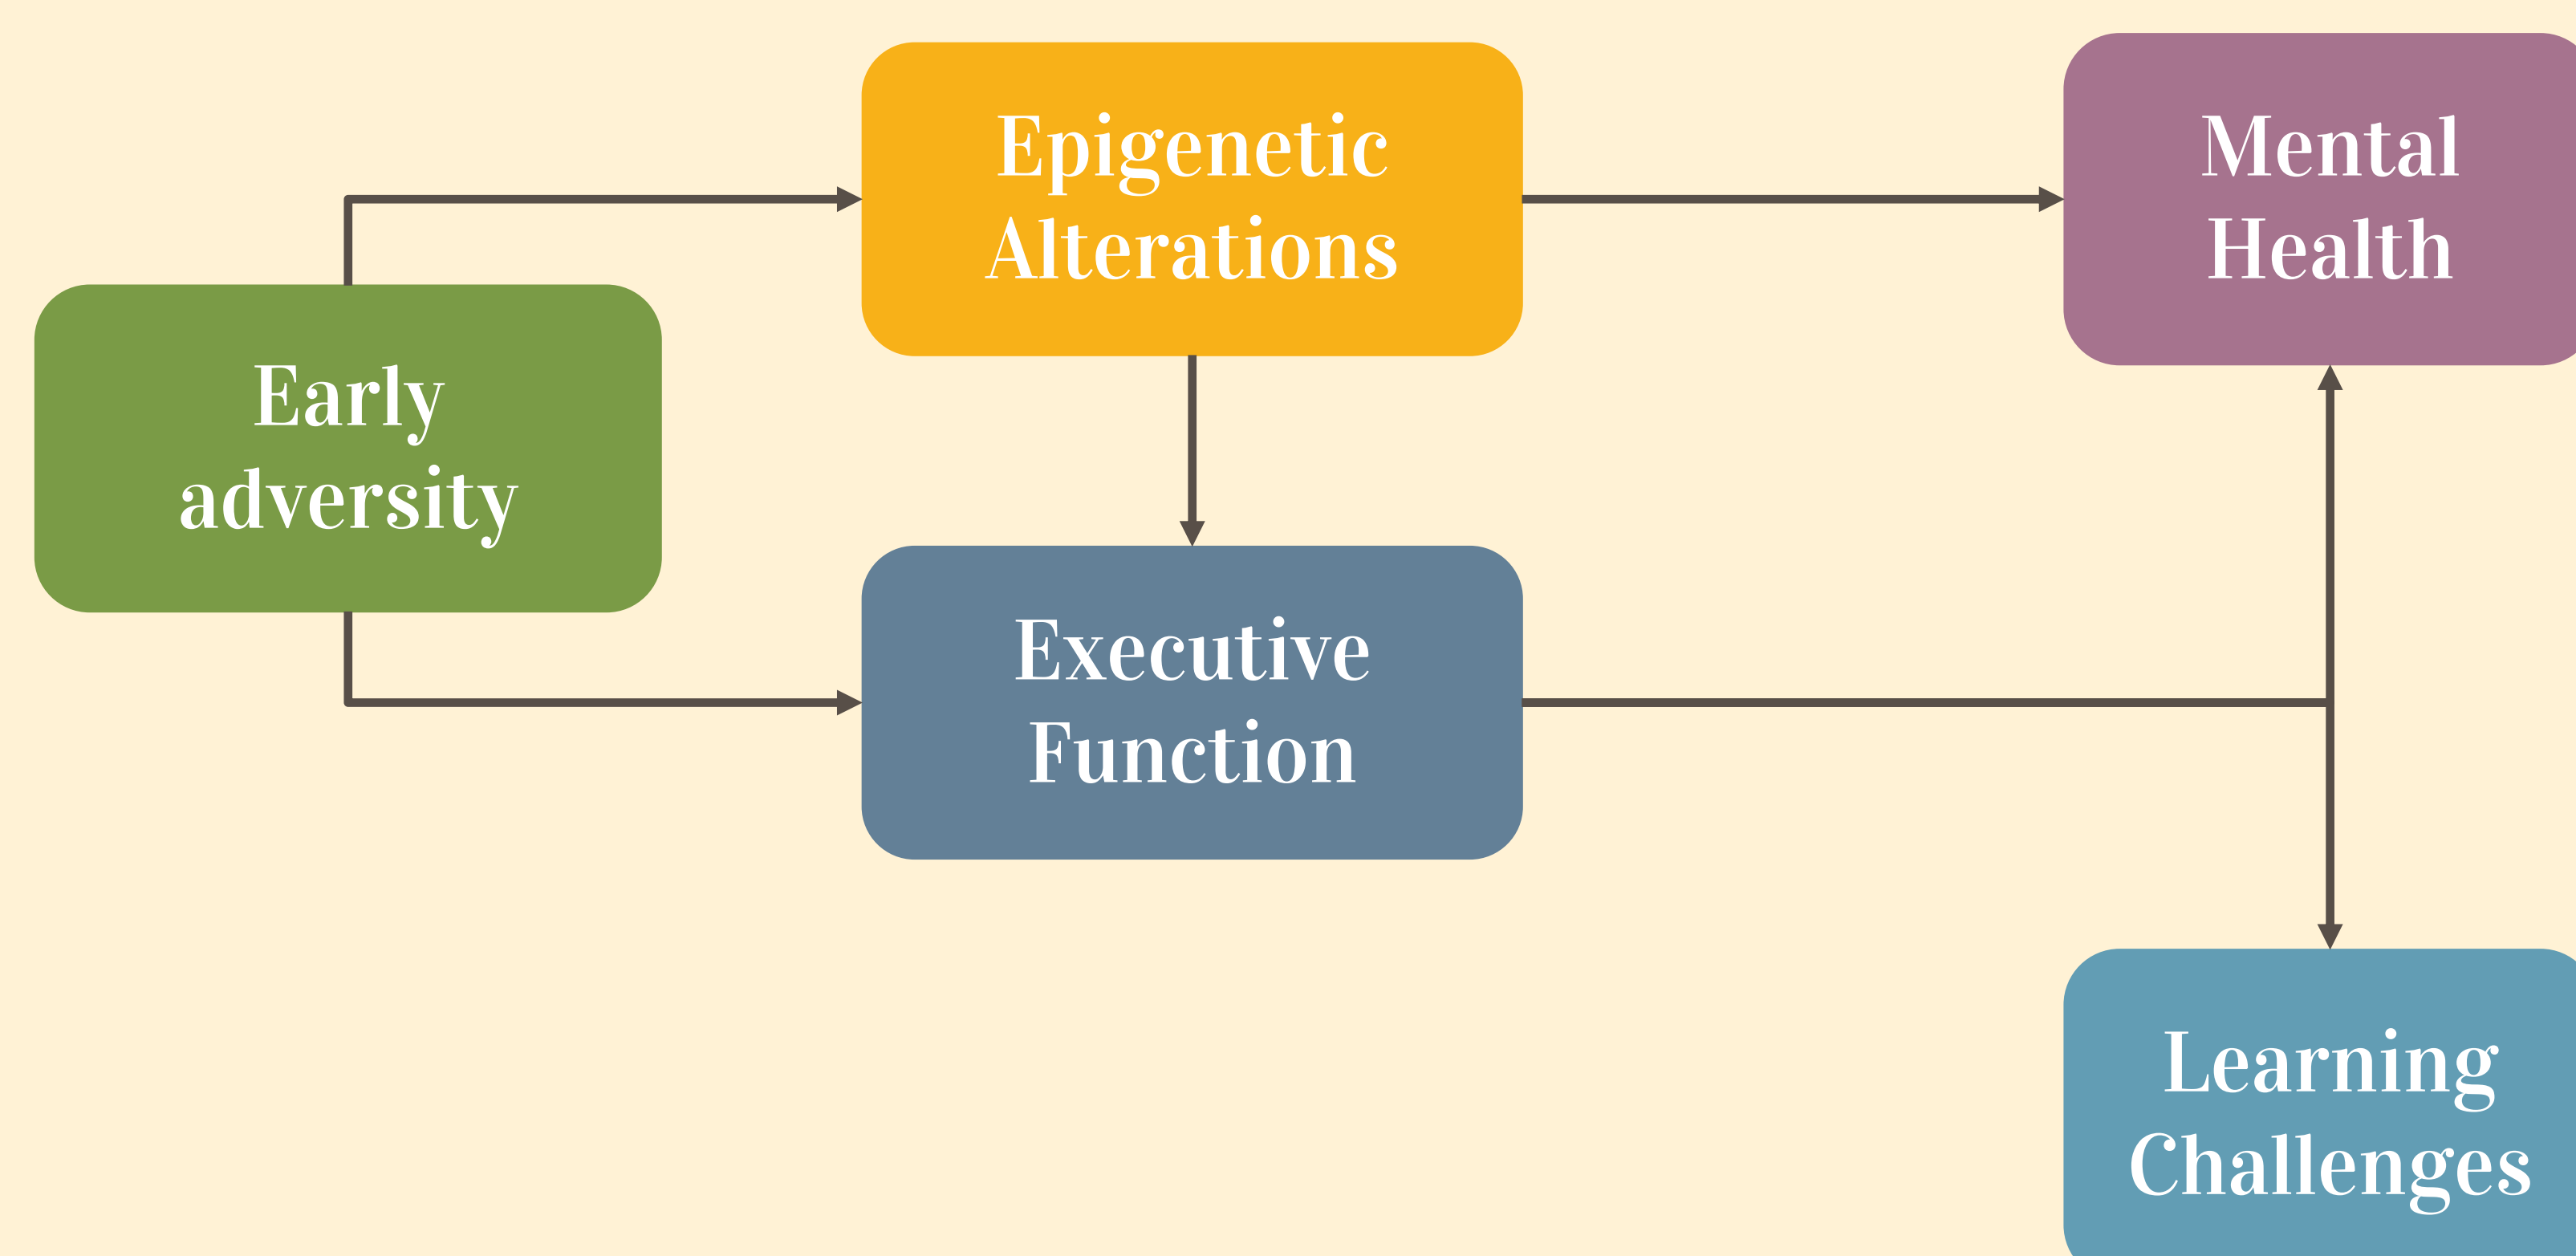 Epigenetic
Alterations
Mental
Health
Early
adversity
Executive
Function
Learning
Challenges